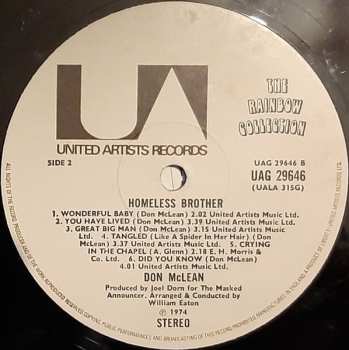 UA
THE
RAINBOW
COLLECTION
UNITED ARTISTS RECORDS
SIDE 2
UAG 29646 B
UAG 29646
(UALA 315G)
HOMELESS BROTHER
1. WONDERFUL BABY (Don McLean) 2.02 United Artists Music Ltd.
2. YOU HAVE LIVED (Don McLean) 3.39 United Artists Music Ltd.
3. GREAT BIG MAN (Don McLean) 3.15 United Artists Music
Ltd. 4. TANGLED (Like A Spider In Her Hair) (Don
McLean) 3.37 United Artists Music Ltd. 5. CRYING
IN THE CHAPEL (A. Glenn) 2.18 E. H. Morris &
Co. Ltd. 6. DID YOU KNOW (Don McLean)
4.01 United Artists Music Ltd.
DON McLEAN
Produced by Joel Dorn for The Masked
Announcer, Arranged & Conducted by
William Eaton
℗ 1974
STEREO